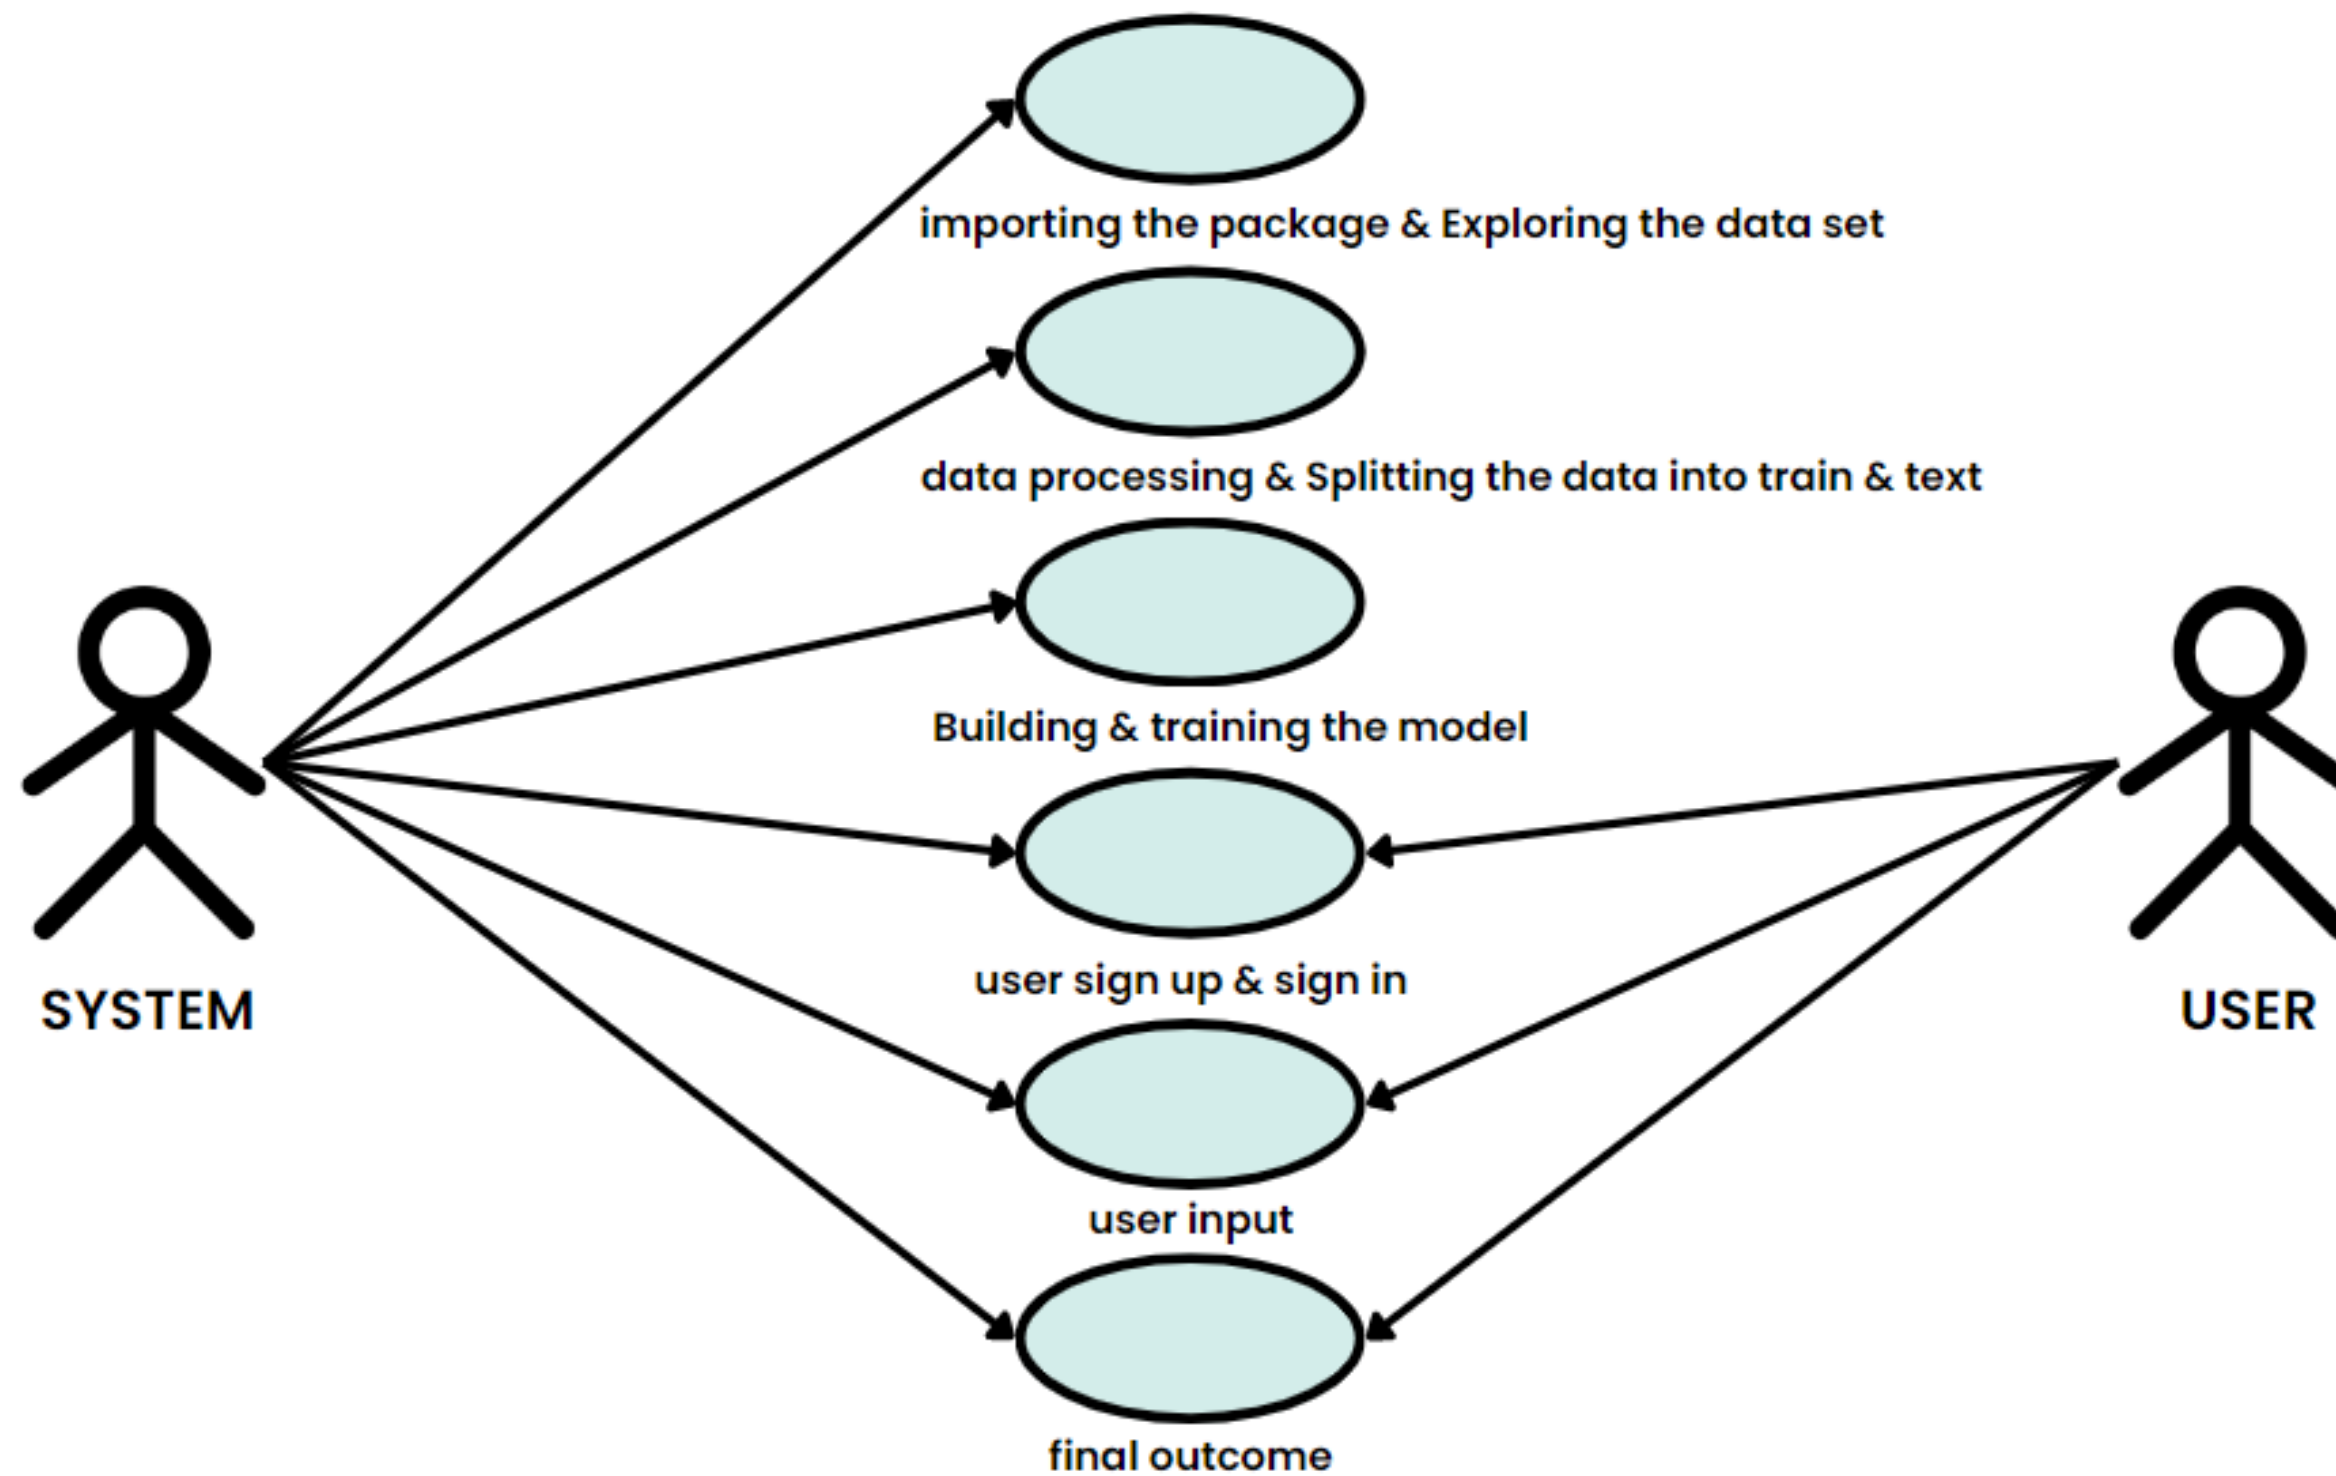 importing the package & Exploring the data set
data processing & Splitting the data into train & text
Building & training the model
user sign up & sign in
SYSTEM
USER
user input
final outcome